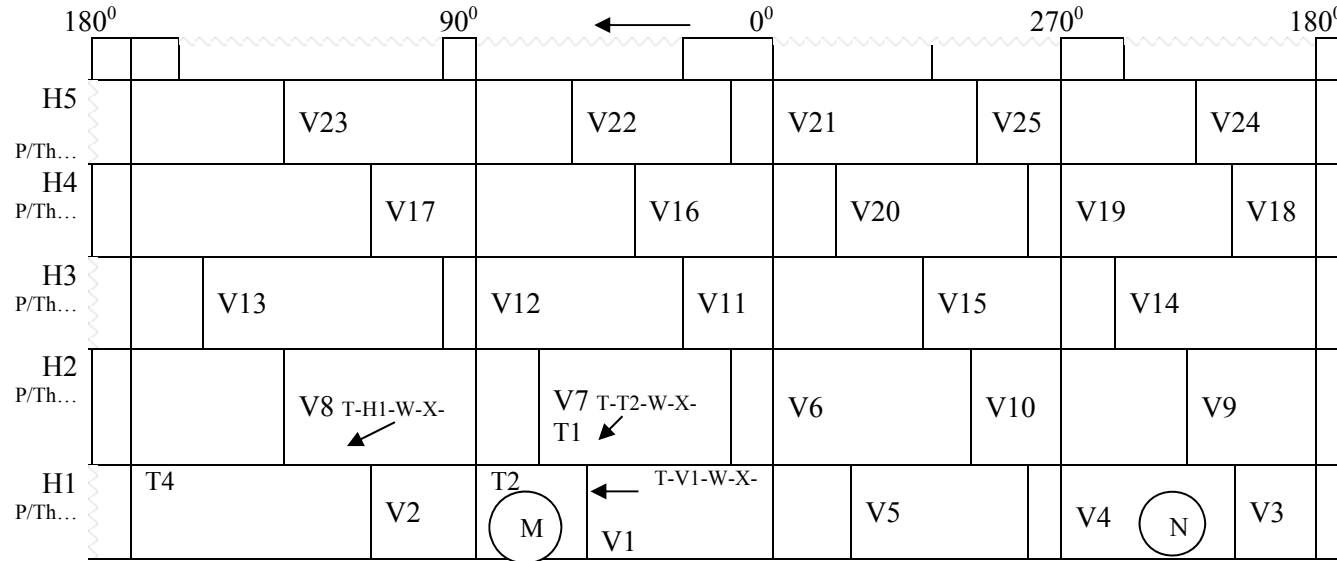 180⁰ 90⁰ 0⁰ 270⁰ 180⁰
H5 V23 V22 V21 V25 V24
P/Th…
H4 V17 V16 V20 V19 V18
P/Th…
H3 V13 V12 V11 V15 V14
P/Th…
H2 V8 T-H1-W-X- V7 T-T2-W-X- V6 V10 V9
P/Th…
T1
H1 T4 T2 T-V1-W-X-
P/Th… V2 M V1 V5 V4 N V3